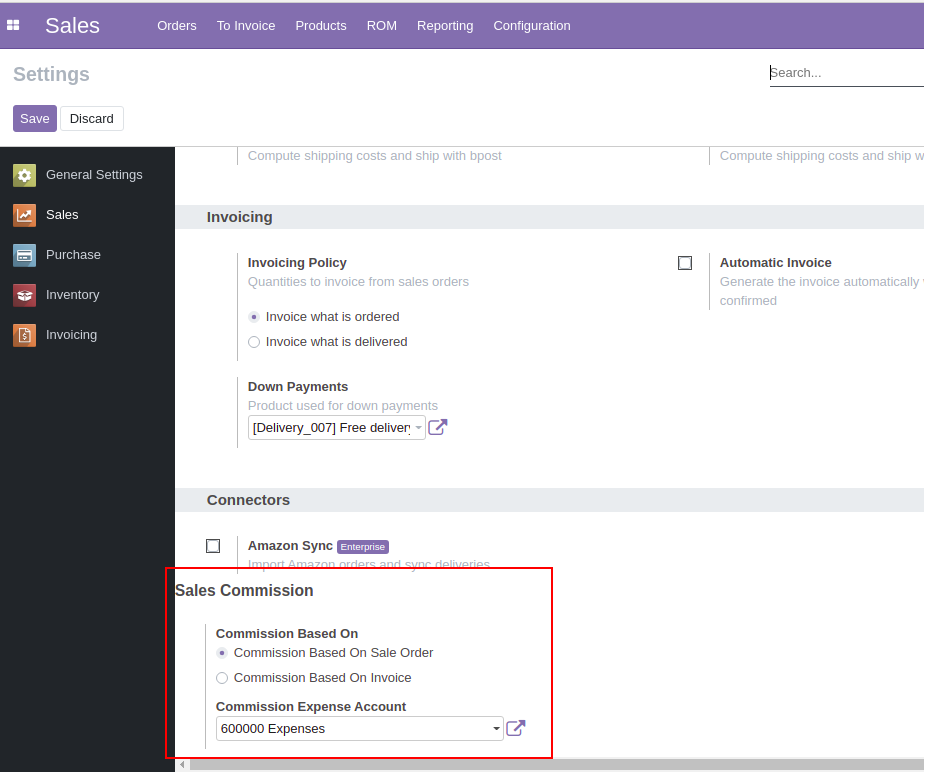 Sales Orders To Invoice Products ROM Reporting Configuration
Settings
Search...
Save Discard
General Settings
Sales
Purchase
Inventory
Invoicing
Compute shipping costs and ship with bpost
Compute shipping costs and ship w
Invoicing
Invoicing Policy
Quantities to invoice from sales orders
Invoice what is ordered
Invoice what is delivered
Automatic Invoice
Generate the invoice automatically
confirmed
Down Payments
Product used for down payments
[Delivery_007] Free delivery
Connectors
Amazon Sync Enterprise
Import Amazon orders and sync deliveries
Sales Commission
Commission Based On
Commission Based On Sale Order
Commission Based On Invoice
Commission Expense Account
600000 Expenses